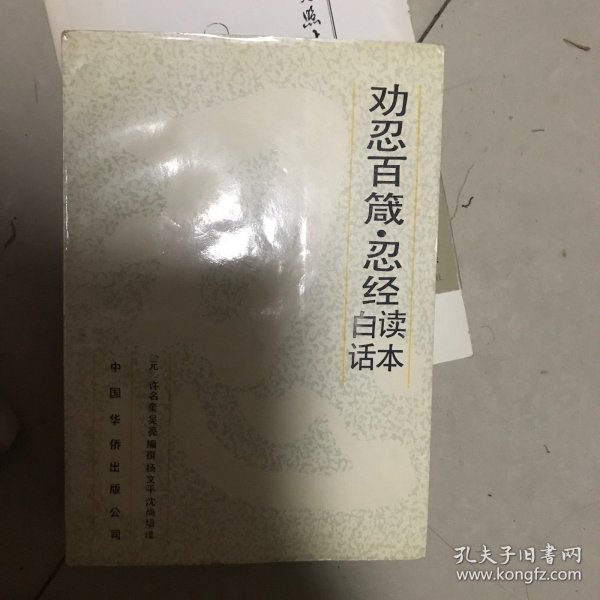 照
劝忍百箴·忍经
白话读本
〔元〕许名奎吴亮编撰杨文平沈尚培译
中国华侨出版公司
孔夫子旧书网
www.kongfz.com